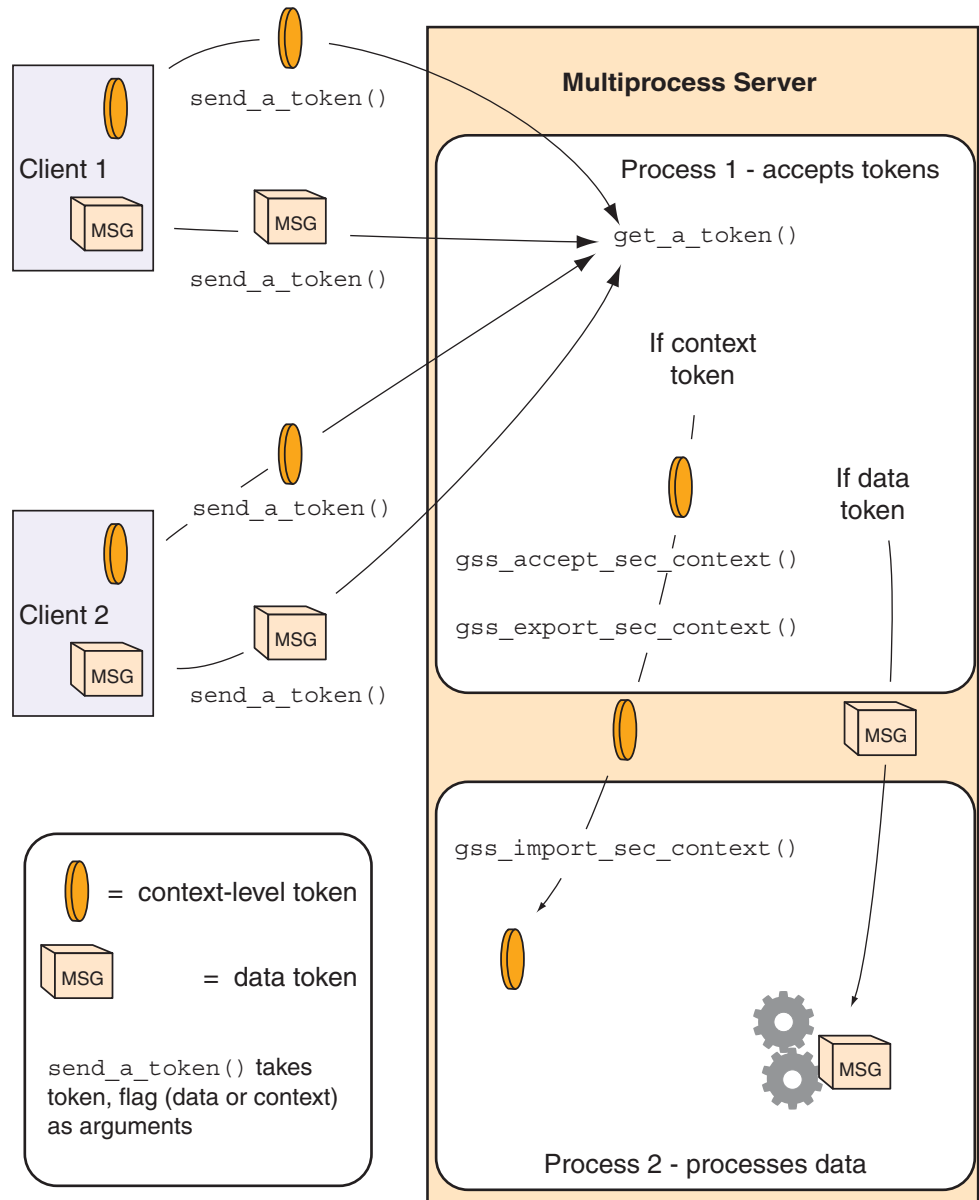 send_a_token()
Client 1
MSG
MSG
send_a_token()
send_a_token()
Client 2
MSG
MSG
send_a_token()
Multiprocess Server
Process 1 - accepts tokens
get_a_token()
If context
token
If data
token
gss_accept_sec_context()
gss_export_sec_context()
MSG
gss_import_sec_context()
MSG
Process 2 - processes data
= context-level token
MSG
= data token
send_a_token() takes
token, flag (data or context)
as arguments